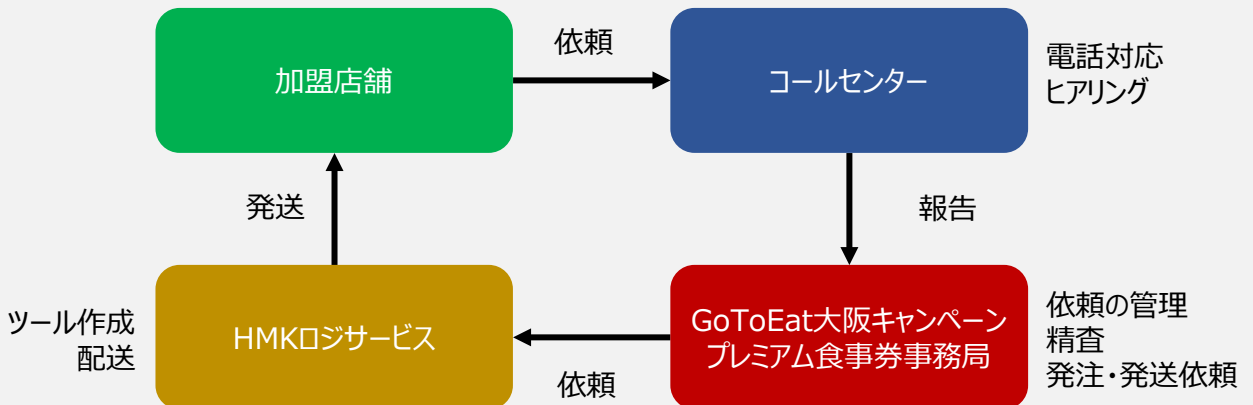 加盟店舗
依頼
コールセンター
電話対応
ヒアリング
発送
報告
ツール作成
配送
HMKロジサービス
依頼
GoToEat大阪キャンペーン
プレミアム食事券事務局
依頼の管理
精査
発注・発送依頼